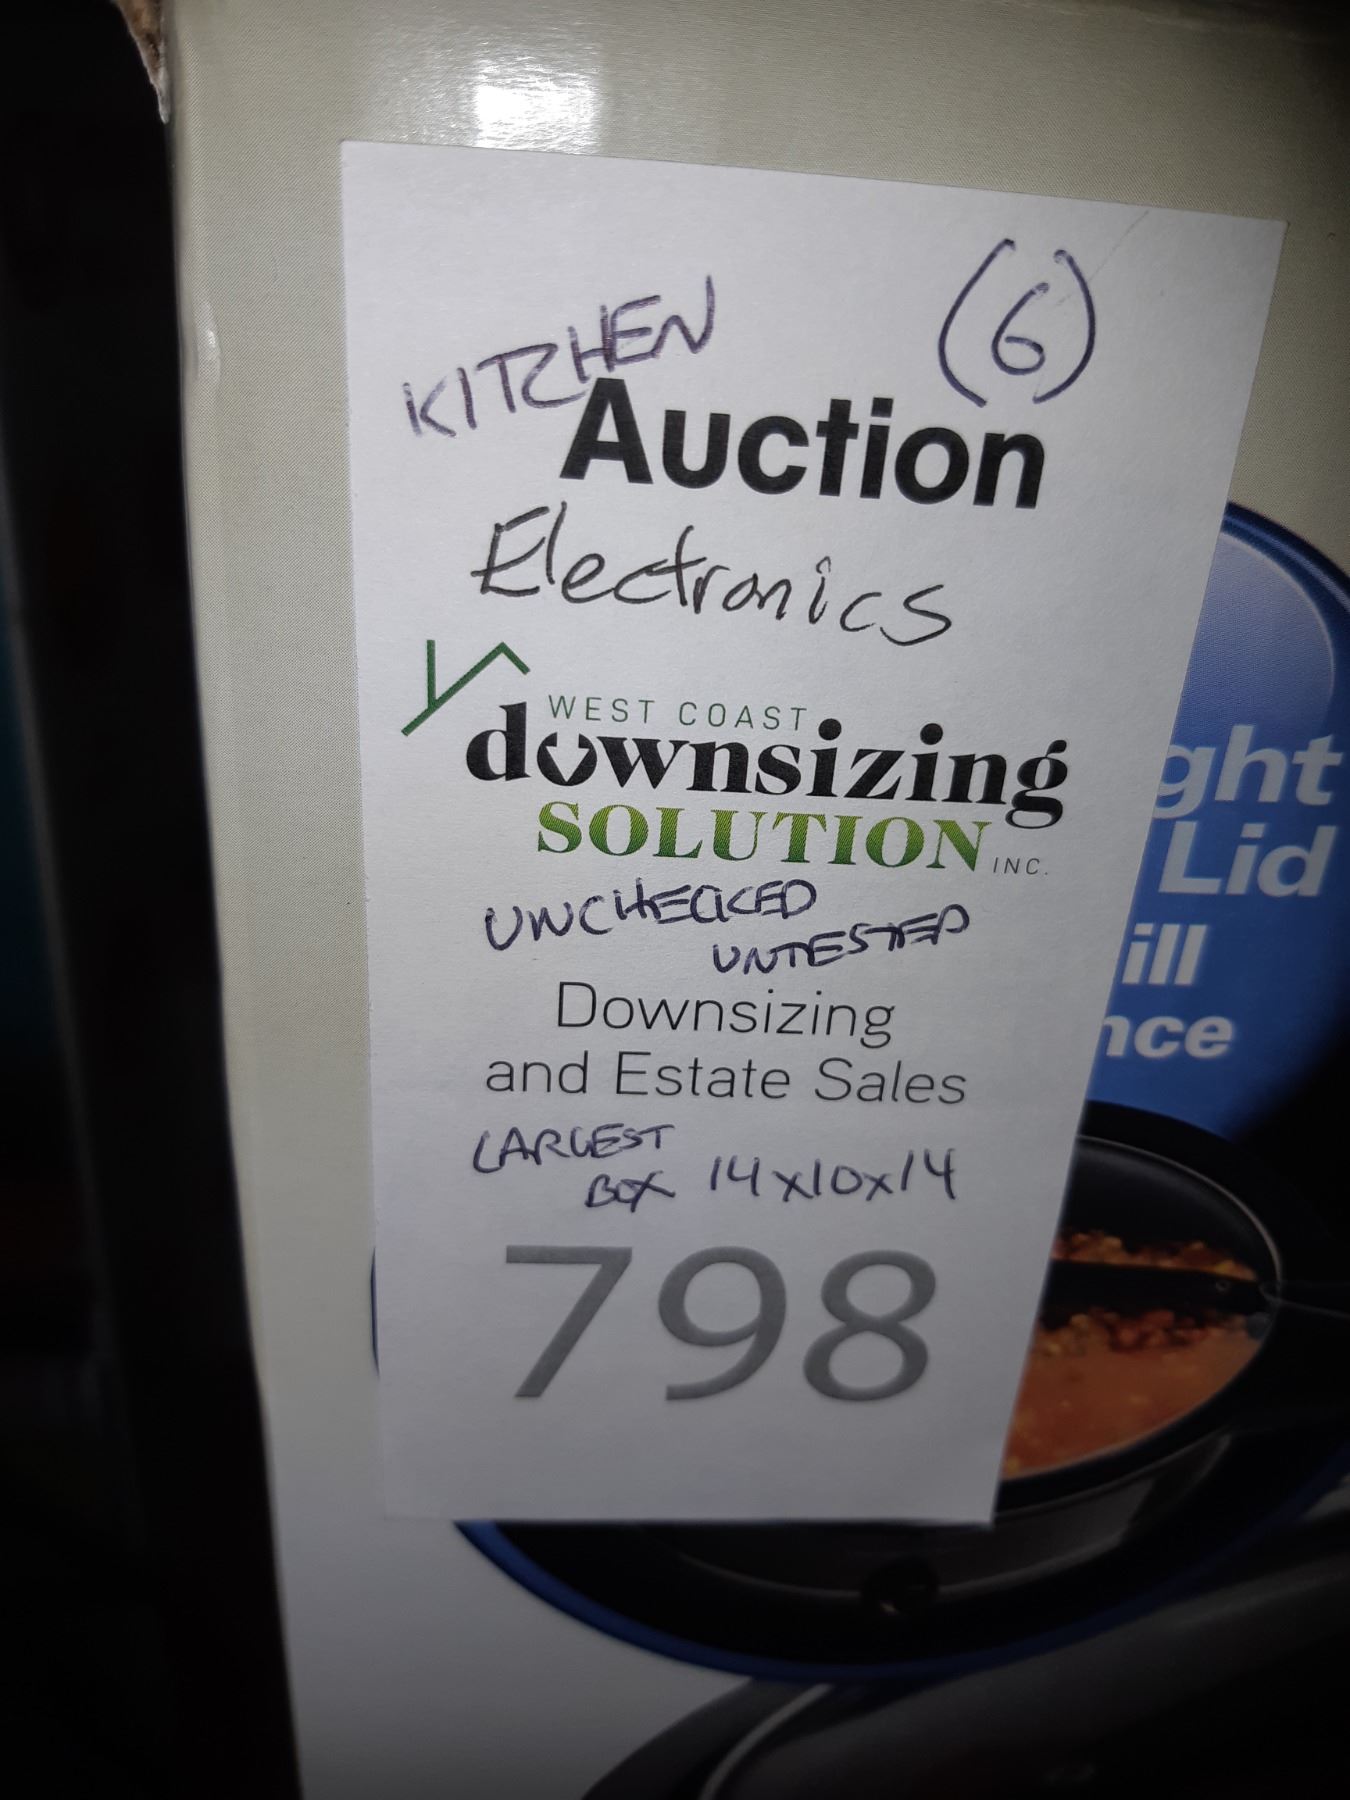 (6)
KITCHEN
Auction
Electronics
WEST COAST
downsizing
SOLUTION INC.
UNCHECKED
UNTESTED
Downsizing
and Estate Sales
LARGEST
BOX 14x10x14
798
ght
Lid
ill
nce